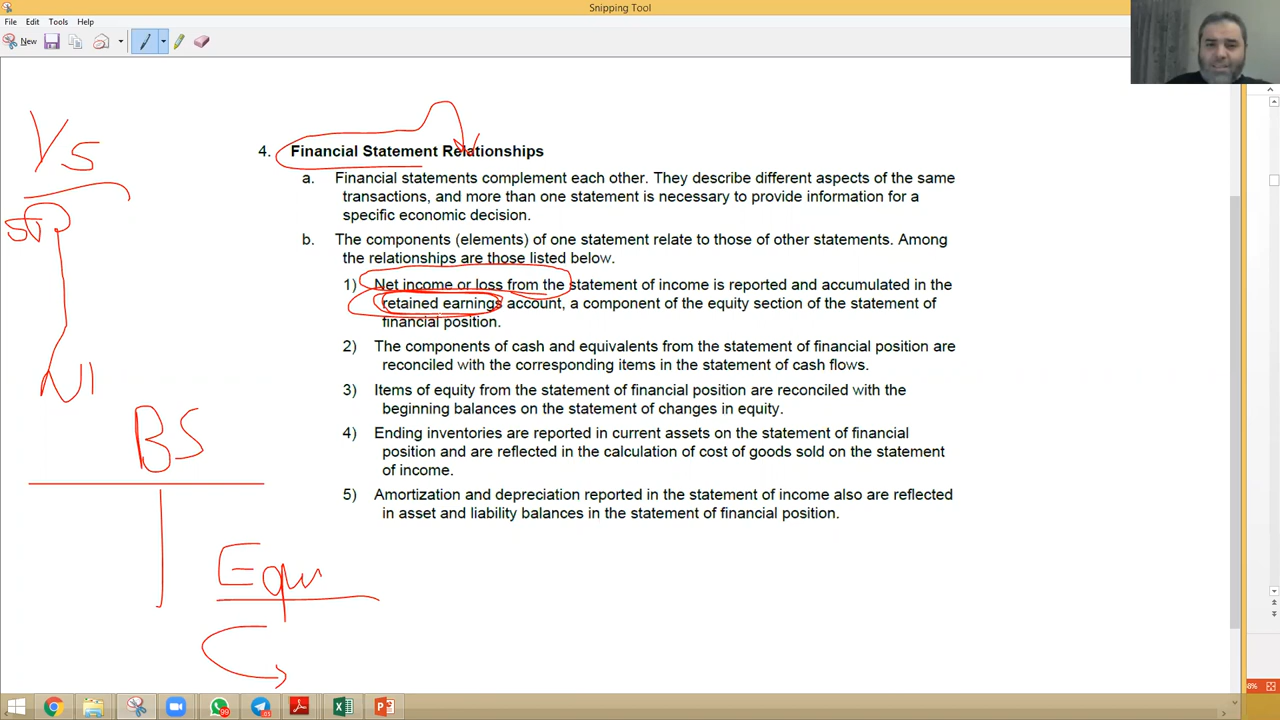 Snipping Tool
File Edit Tools Help
New
4. Financial Statement Relationships
a. Financial statements complement each other. They describe different aspects of the same
transactions, and more than one statement is necessary to provide information for a
specific economic decision.
b. The components (elements) of one statement relate to those of other statements. Among
the relationships are those listed below.
1) Net income or loss from the statement of income is reported and accumulated in the
retained earnings account, a component of the equity section of the statement of
financial position.
2) The components of cash and equivalents from the statement of financial position are
reconciled with the corresponding items in the statement of cash flows.
3) Items of equity from the statement of financial position are reconciled with the
beginning balances on the statement of changes in equity.
4) Ending inventories are reported in current assets on the statement of financial
position and are reflected in the calculation of cost of goods sold on the statement
of income.
5) Amortization and depreciation reported in the statement of income also are reflected
in asset and liability balances in the statement of financial position.
NI
BS
Equ
99